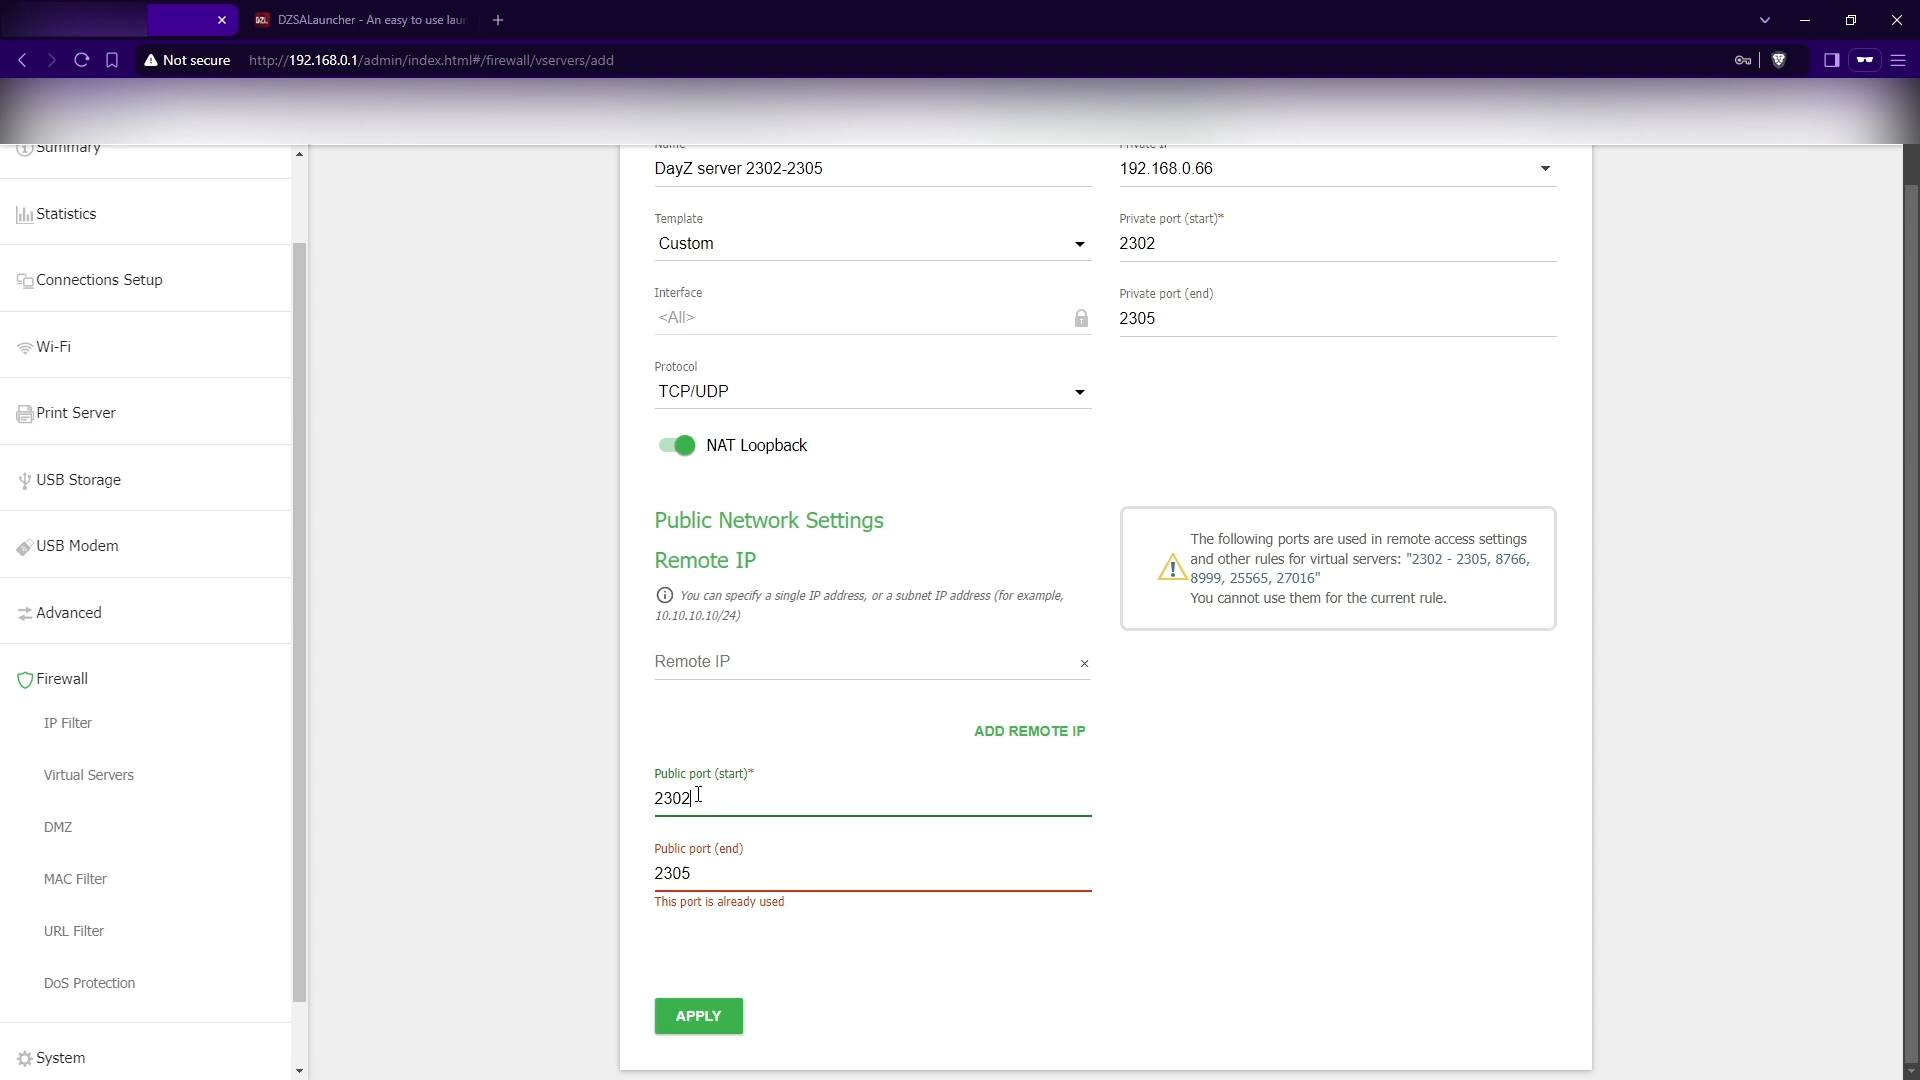 DZSALauncher - An easy to use laun
Not secure
http://192.168.0.1/admin/index.html#/firewall/vservers/add
Summary
Statistics
Connections Setup
Wi-Fi
Print Server
USB Storage
USB Modem
Advanced
Firewall
IP Filter
Virtual Servers
DMZ
MAC Filter
URL Filter
DoS Protection
System
Name
DayZ server 2302-2305
Template
Custom
Interface
<All>
Protocol
TCP/UDP
NAT Loopback
Private IP
192.168.0.66
Private port (start)*
2302
Private port (end)
2305
Public Network Settings
Remote IP
You can specify a single IP address, or a subnet IP address (for example,
10.10.10.10/24)
Remote IP
ADD REMOTE IP
Public port (start)*
2302
Public port (end)
2305
This port is already used
APPLY
The following ports are used in remote access settings
and other rules for virtual servers: "2302 - 2305, 8766,
8999, 25565, 27016"
You cannot use them for the current rule.